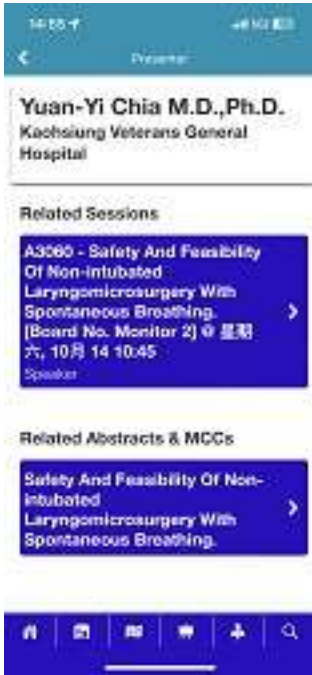 14:55
Presenter
Yuan-Yi Chia M.D.,Ph.D.
Kaohsiung Veterans General
Hospital
Related Sessions
A3060 - Safety And Feasibility
Of Non-intubated
Laryngomicrosurgery With
Spontaneous Breathing.
[Board No. Monitor 2] @ 星期
六, 10月 14 10:45
Speaker
Related Abstracts & MCCs
Safety And Feasibility Of Non-
intubated
Laryngomicrosurgery With
Spontaneous Breathing.